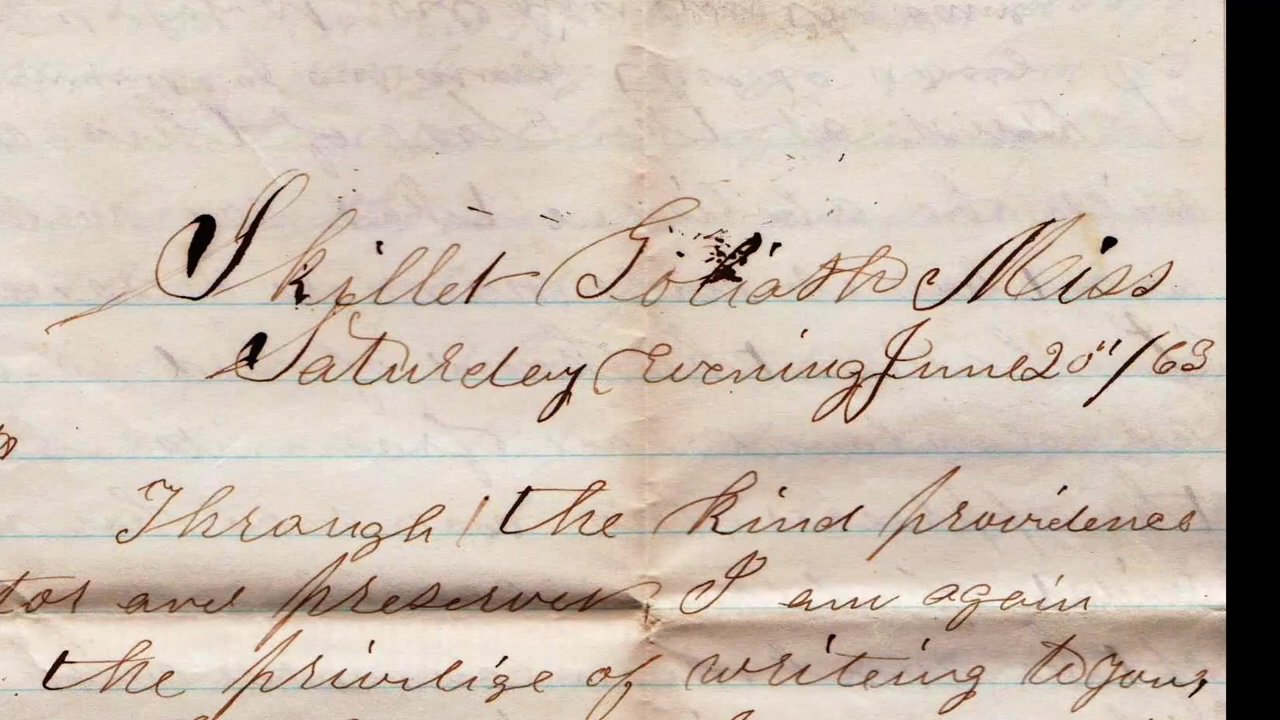 Skillet Goliath Miss
Saturday Evening June 20"/63
Through the kind providence
tor and preserver I am again
the privilige of writeing to you,